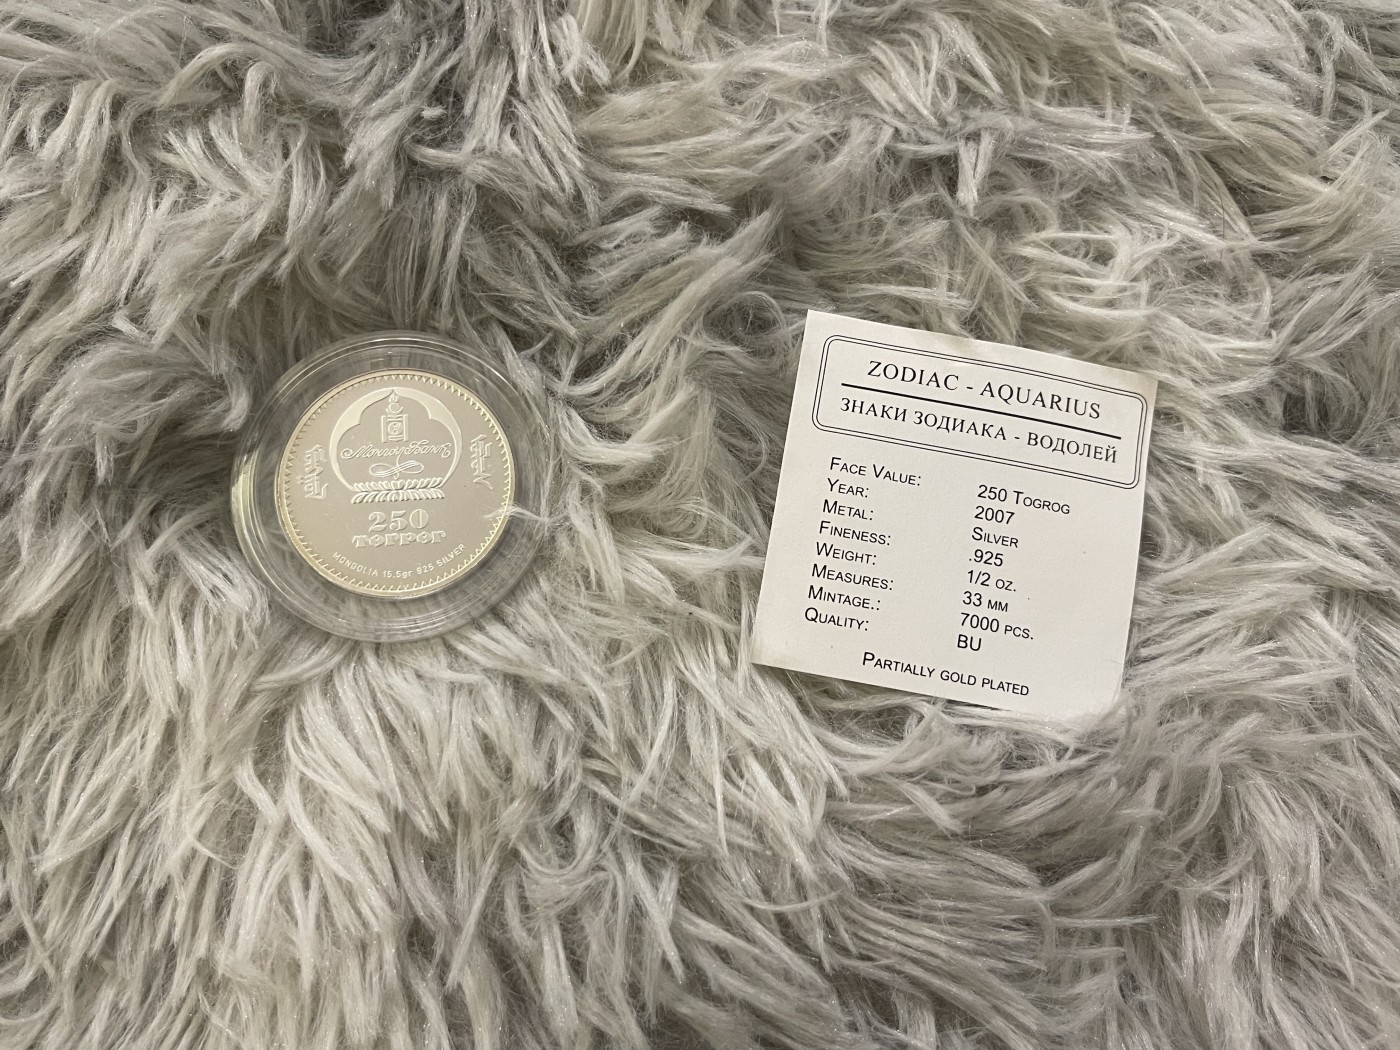 МонголБанк
250
ТӨГРӨГ
MONGOLIA 15.5gr 925 SILVER
ZODIAC - AQUARIUS
ЗНАКИ ЗОДИАКА - ВОДОЛЕЙ
FACE VALUE: 250 TOGROG
YEAR: 2007
METAL: SILVER
FINENESS: .925
WEIGHT: 1/2 OZ.
MEASURES: 33 MM
MINTAGE.: 7000 PCS.
QUALITY: BU
PARTIALLY GOLD PLATED